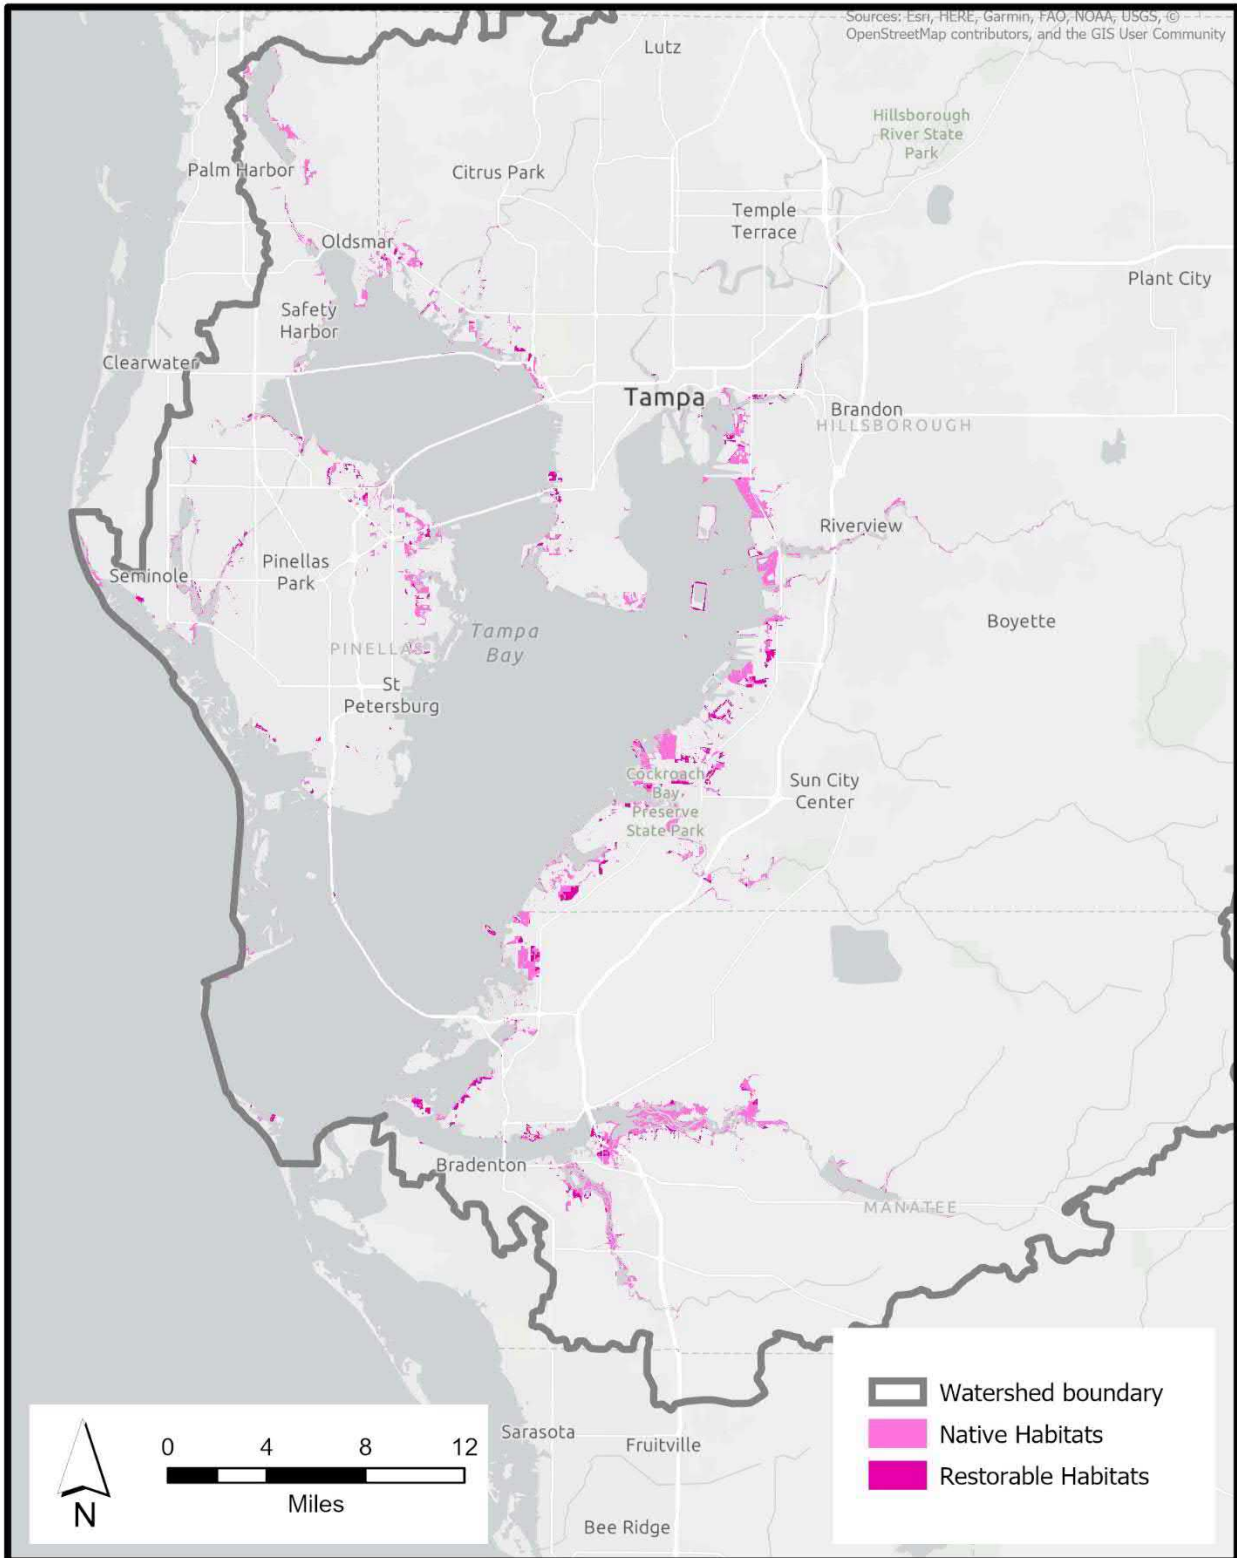 Sources: Esri, HERE, Garmin, FAO, NOAA, USGS, ©
OpenStreetMap contributors, and the GIS User Community
Lutz
Hillsborough
River State
Park
Palm Harbor
Citrus Park
Temple
Terrace
Oldsmar
Plant City
Safety
Harbor
Clearwater
Tampa
Brandon
HILLSBOROUGH
Riverview
Pinellas
Park
Seminole
Boyette
Tampa
Bay
PINELLAS
St
Petersburg
Cockroach
Bay
Preserve
State Park
Sun City
Center
Bradenton
MANATEE
Sarasota
Fruitville
Bee Ridge
Watershed boundary
Native Habitats
Restorable Habitats
0 4 8 12
Miles
N